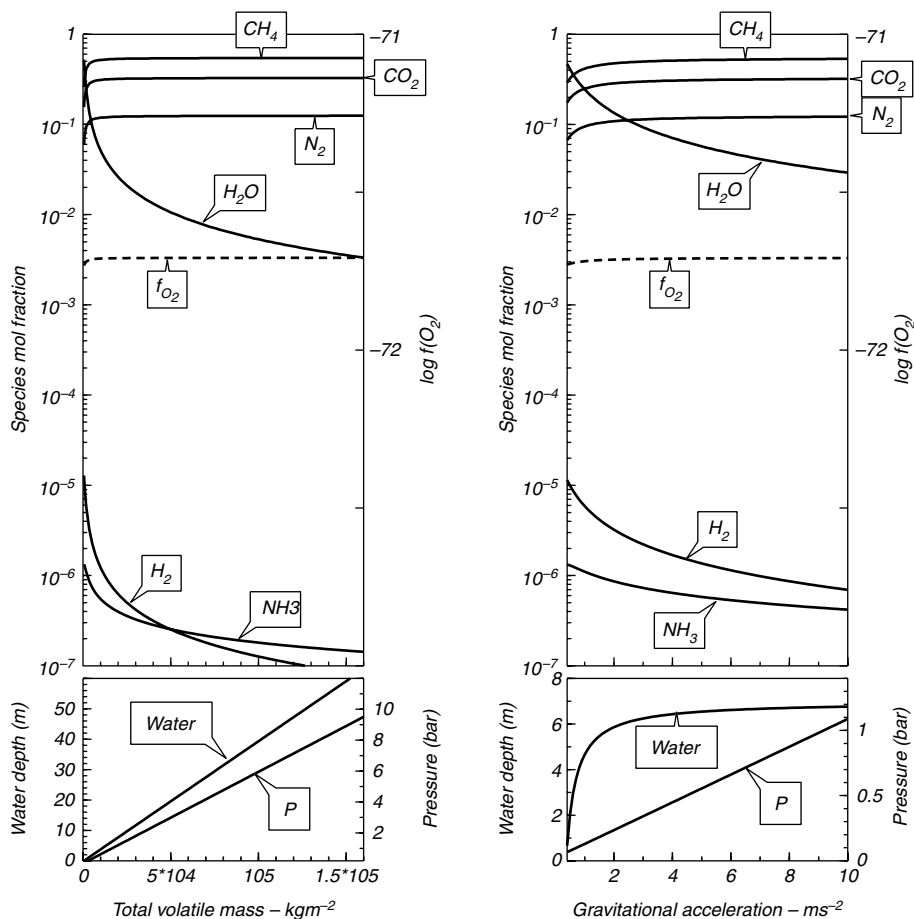 1
10⁻¹
10⁻²
10⁻³
10⁻⁴
10⁻⁵
10⁻⁶
10⁻⁷
Species mol fraction
CH₄
CO₂
N₂
H₂O
f_O₂
H₂
NH3
–71
–72
log f(O₂)
50
40
30
20
10
0
Water depth (m)
Water
P
12
10
8
6
4
2
Pressure (bar)
0
5*104
105
1.5*105
Total volatile mass – kgm⁻²
1
10⁻¹
10⁻²
10⁻³
10⁻⁴
10⁻⁵
10⁻⁶
10⁻⁷
Species mol fraction
CH₄
CO₂
N₂
H₂O
f_O₂
H₂
NH₃
–71
–72
log f(O₂)
8
6
4
2
0
Water depth (m)
Water
P
1
0.5
0
Pressure (bar)
2
4
6
8
10
Gravitational acceleration – ms⁻²